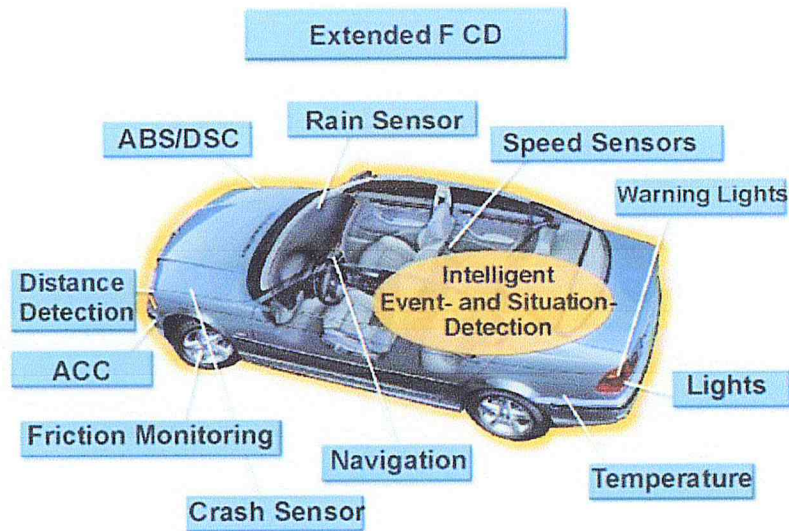 Extended F CD
Rain Sensor
ABS/DSC
Speed Sensors
Warning Lights
Distance
Detection
Intelligent
Event- and Situation-
Detection
ACC
Lights
Friction Monitoring
Navigation
Temperature
Crash Sensor